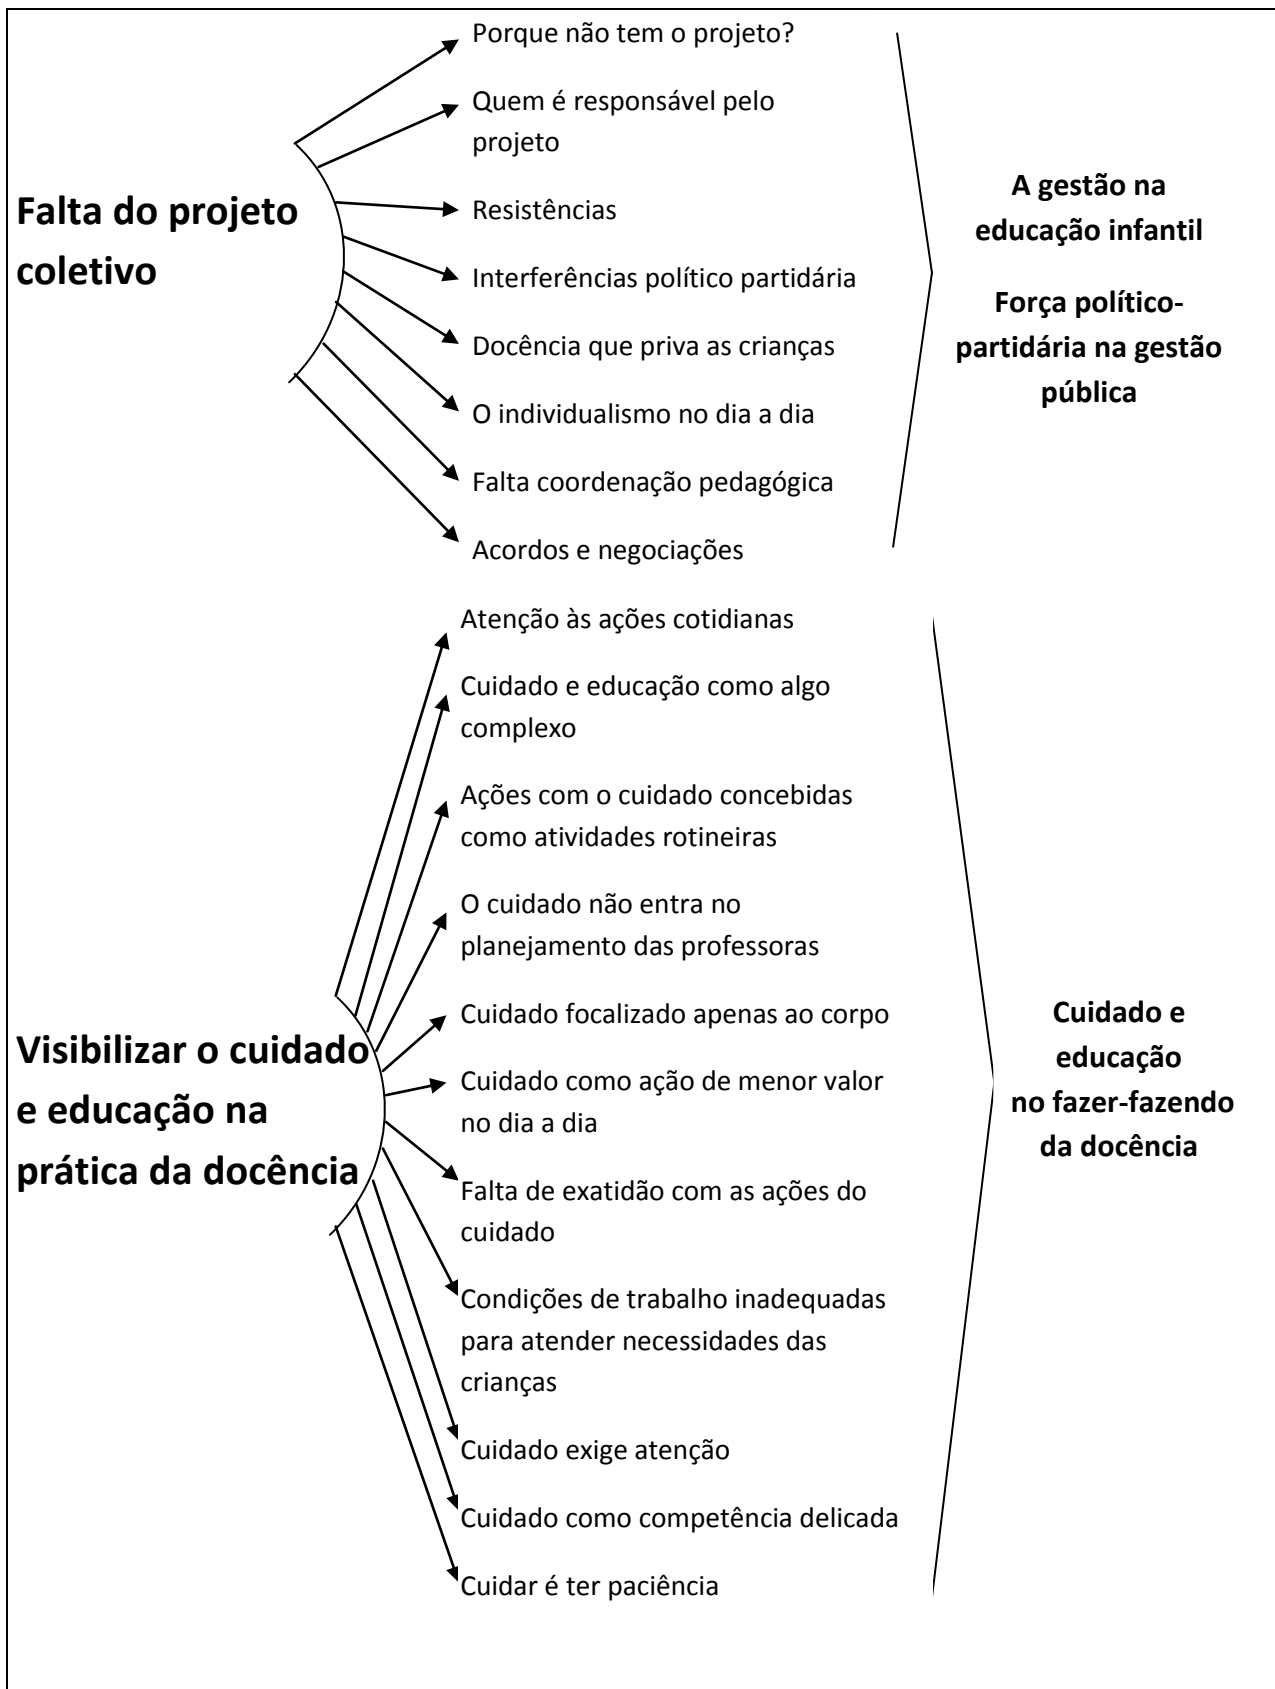 Falta do projeto
coletivo
Porque não tem o projeto?
Quem é responsável pelo
projeto
Resistências
Interferências político partidária
Docência que priva as crianças
O individualismo no dia a dia
Falta coordenação pedagógica
Acordos e negociações
A gestão na
educação infantil
Força político-
partidária na gestão
pública
Visibilizar o cuidado
e educação na
prática da docência
Atenção às ações cotidianas
Cuidado e educação como algo
complexo
Ações com o cuidado concebidas
como atividades rotineiras
O cuidado não entra no
planejamento das professoras
Cuidado focalizado apenas ao corpo
Cuidado como ação de menor valor
no dia a dia
Falta de exatidão com as ações do
cuidado
Condições de trabalho inadequadas
para atender necessidades das
crianças
Cuidado exige atenção
Cuidado como competência delicada
Cuidar é ter paciência
Cuidado e
educação
no fazer-fazendo
da docência